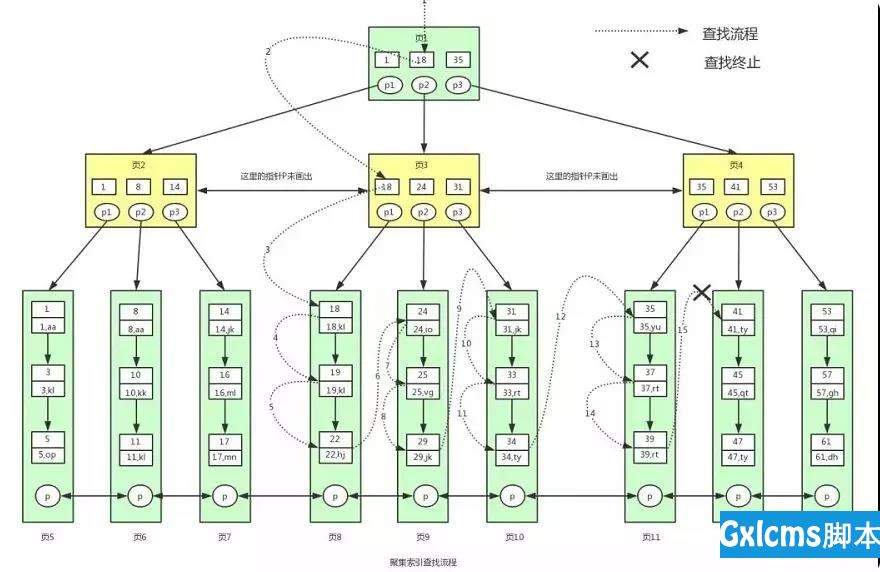 1
页1
查找流程
1 18 35
查找终止
p1 p2 p3
2
页2 页3 页4
这里的指针P未画出 这里的指针P未画出
1 8 14 18 24 31 35 41 53
p1 p2 p3 p1 p2 p3 p1 p2 p3
3
1 8 14 18 24 31 35 41 53
1,aa 8,aa 14,jk 18,kl 24,io 31,jk 35,yu 41,ty 53,qi
9 12 15
4 10 13
3 10 16 19 25 33 37 45 57
3,kl 10,kk 16,ml 19,kl 25,vg 33,rt 37,rt 45,qt 57,gh
6 7
5 8 11 14
5 11 17 22 29 34 39 47 61
5,op 11,kl 17,mn 22,hj 29,jk 34,ty 39,rt 47,ty 61,dh
p p p p p p p p p
页5 页6 页7 页8 页9 页10 页11
Gxlcms脚本
聚集索引查找流程